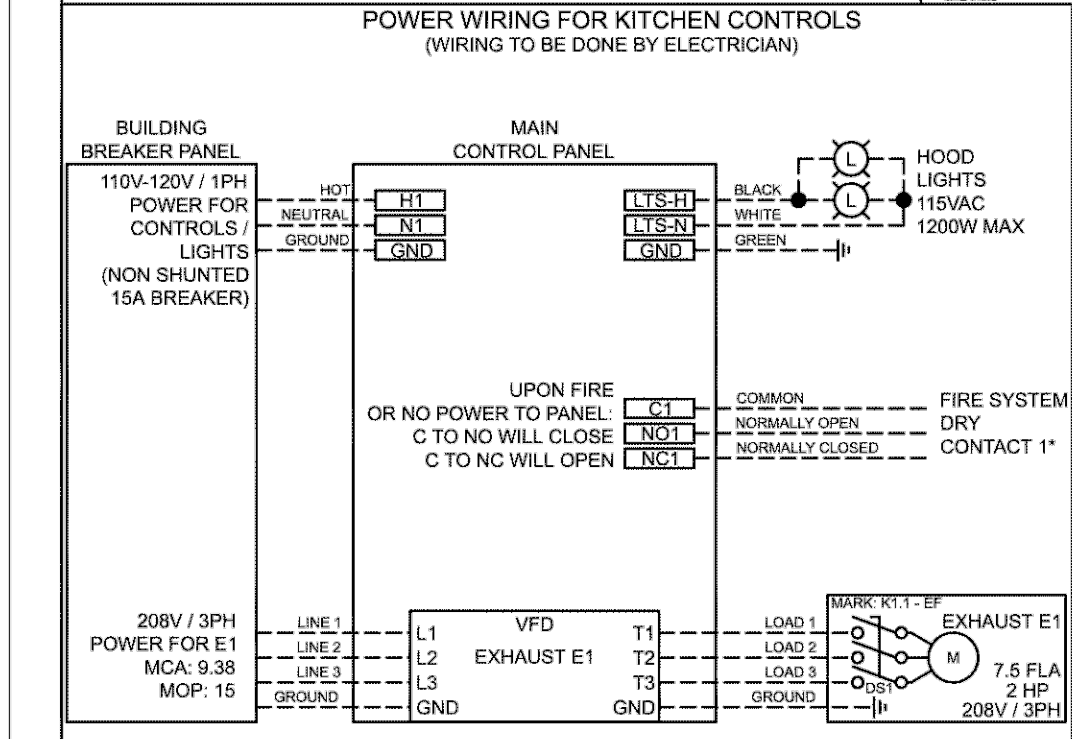 POWER WIRING FOR KITCHEN CONTROLS
(WIRING TO BE DONE BY ELECTRICIAN)
BUILDING
BREAKER PANEL
MAIN
CONTROL PANEL
110V-120V / 1PH
POWER FOR
CONTROLS /
LIGHTS
(NON SHUNTED
15A BREAKER)
HOT
NEUTRAL
GROUND
H1
N1
GND
LTS-H
LTS-N
GND
BLACK
WHITE
GREEN
L
L
HOOD
LIGHTS
115VAC
1200W MAX
UPON FIRE
OR NO POWER TO PANEL:
C TO NO WILL CLOSE
C TO NC WILL OPEN
C1
NO1
NC1
COMMON
NORMALLY OPEN
NORMALLY CLOSED
FIRE SYSTEM
DRY
CONTACT 1*
208V / 3PH
POWER FOR E1
MCA: 9.38
MOP: 15
LINE 1
LINE 2
LINE 3
GROUND
L1
L2
L3
GND
VFD
EXHAUST E1
T1
T2
T3
GND
LOAD 1
LOAD 2
LOAD 3
GROUND
MARK: K1.1 - EF
EXHAUST E1
DS1
M
7.5 FLA
2 HP
208V / 3PH